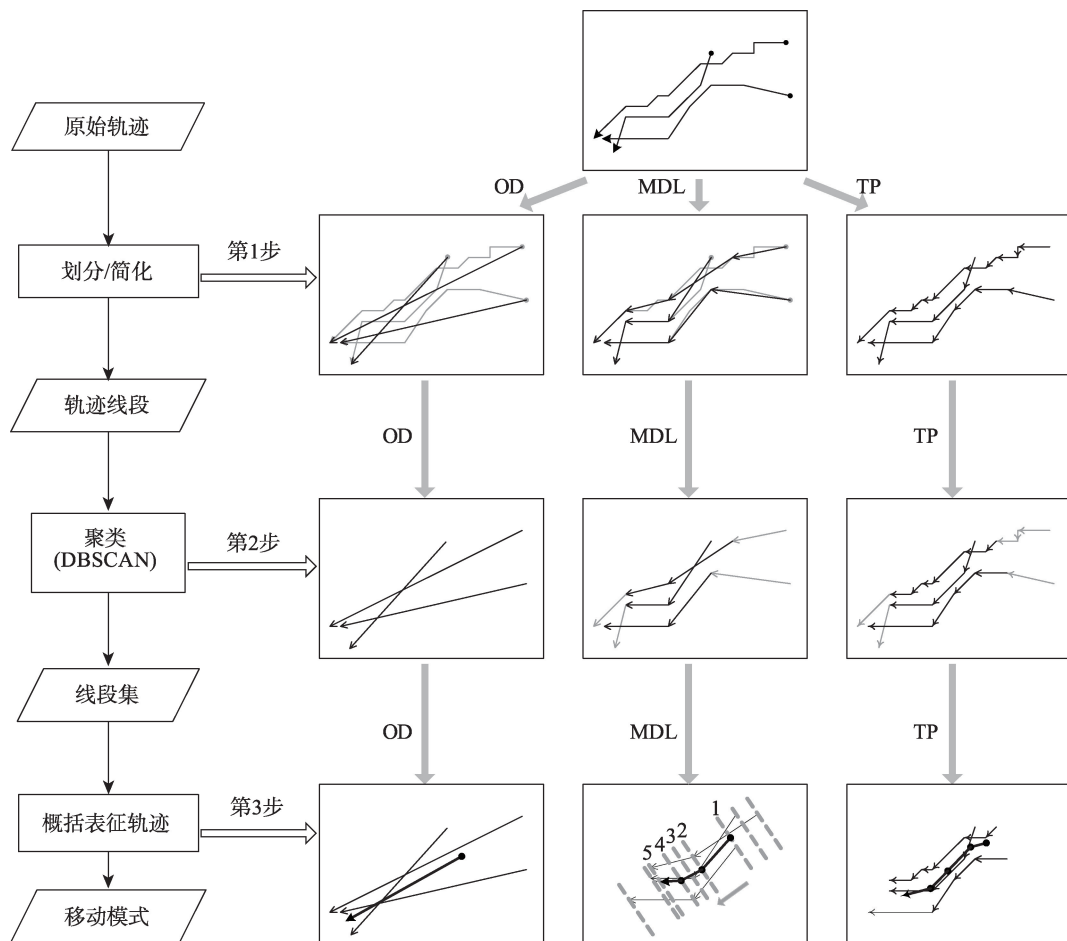 原始轨迹
OD
MDL
TP
划分/简化
第1步
轨迹线段
OD
MDL
TP
聚类
(DBSCAN)
第2步
线段集
OD
MDL
TP
概括表征轨迹
第3步
1
2
3
4
5
移动模式